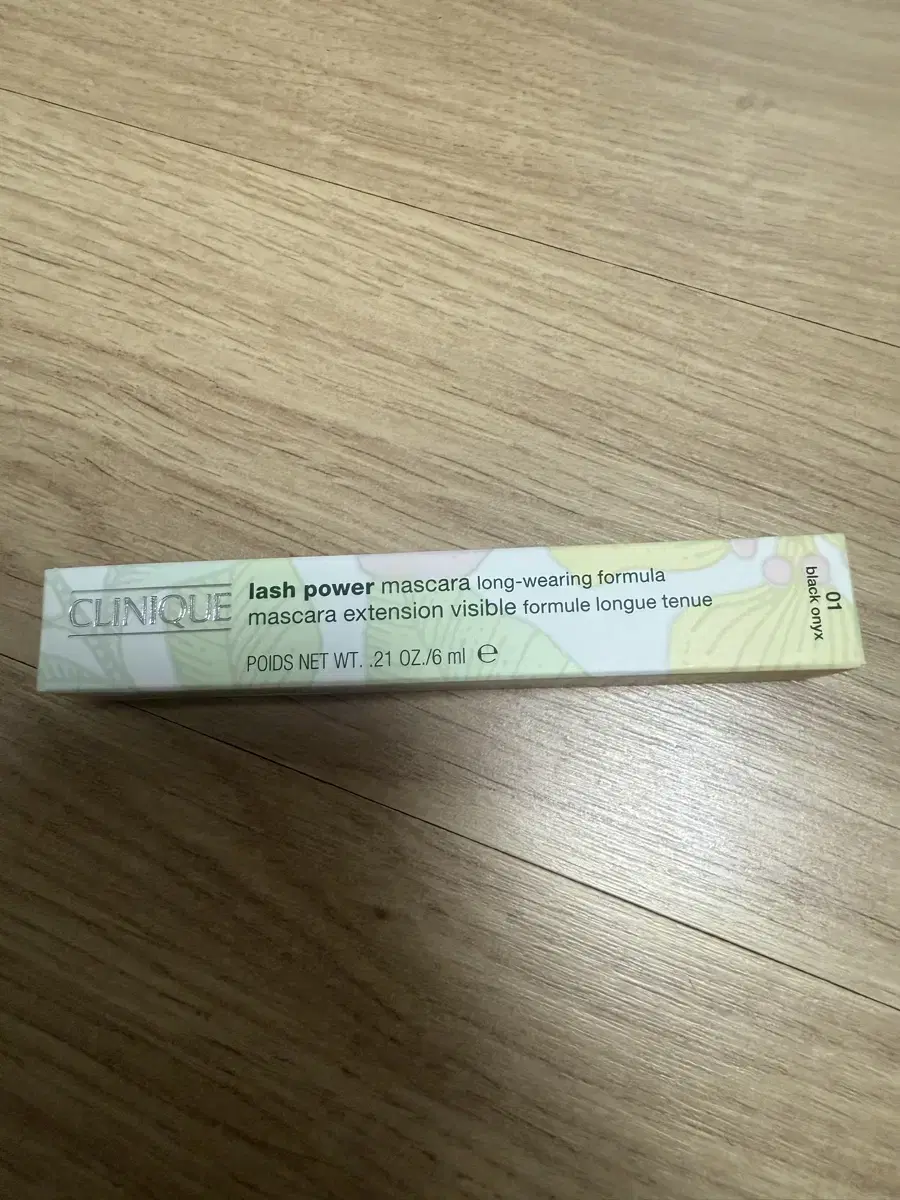 CLINIQUE
lash power mascara long-wearing formula
mascara extension visible formule longue tenue
POIDS NET WT. .21 OZ./6 ml ℮
01
black onyx